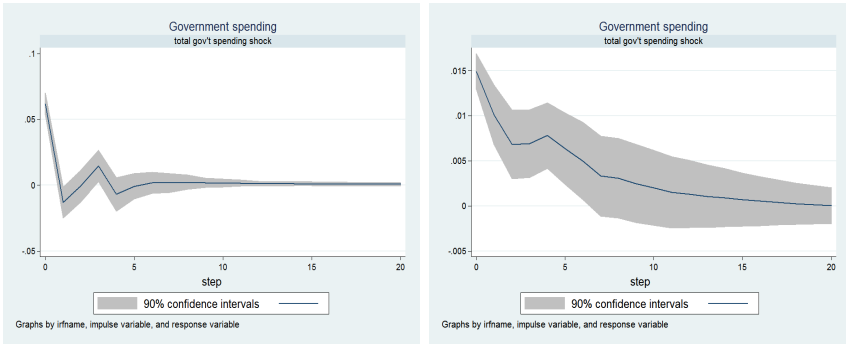 Government spending
total gov't spending shock
.1
.05
0
-.05
0 5 10 15 20
step
90% confidence intervals
Graphs by irfname, impulse variable, and response variable
Government spending
total gov't spending shock
.015
.01
.005
0
-.005
0 5 10 15 20
step
90% confidence intervals
Graphs by irfname, impulse variable, and response variable